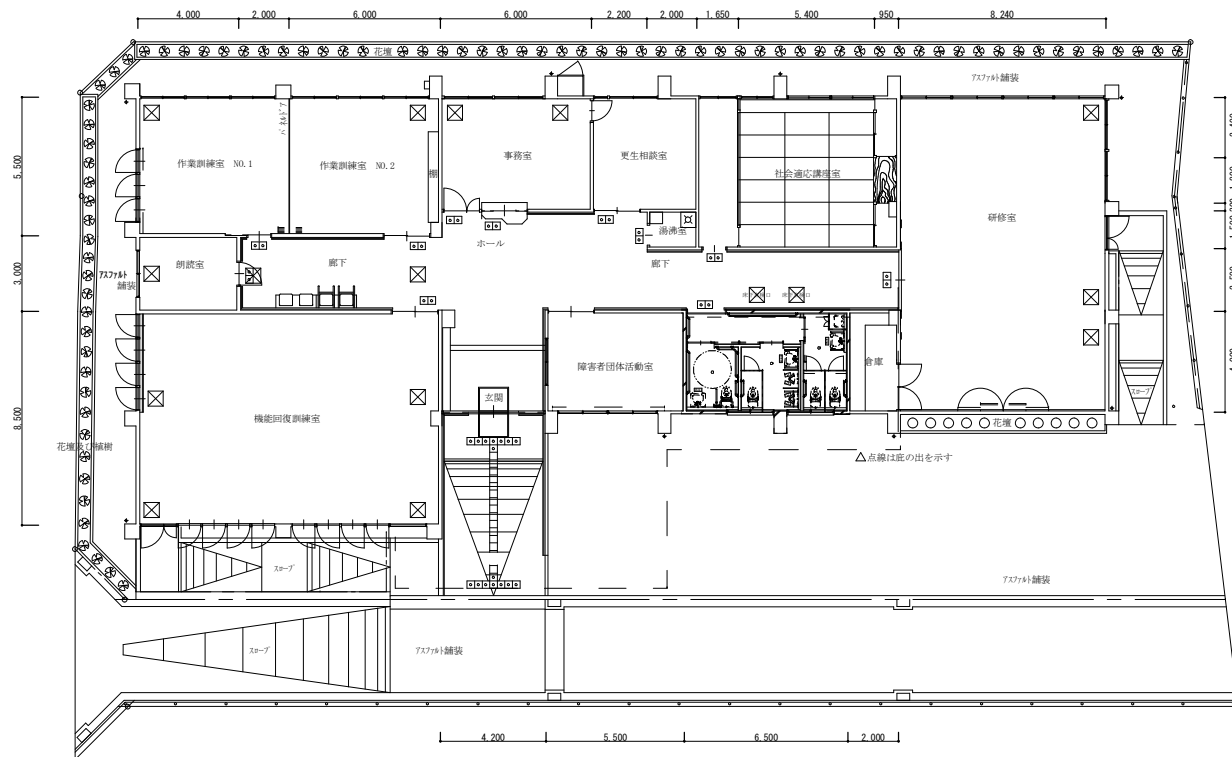 4,000 2,000 6,000 6,000 2,200 2,000 1,650 5,400 950 8,240
花壇
アスファルト舗装
5,500
作業訓練室 NO.1
パネルドア
作業訓練室 NO.2
棚
事務室
更生相談室
社会適応講座室
研修室
湯沸室
ホール
3,000
アスファルト
舗装
朗読室
廊下
廊下
8,500
花壇及び植樹
機能回復訓練室
玄関
障害者団体活動室
倉庫
スロープ
花壇
△点線は庇の出を示す
スロープ
アスファルト舗装
スロープ
アスファルト舗装
4,200 5,500 6,500 2,000